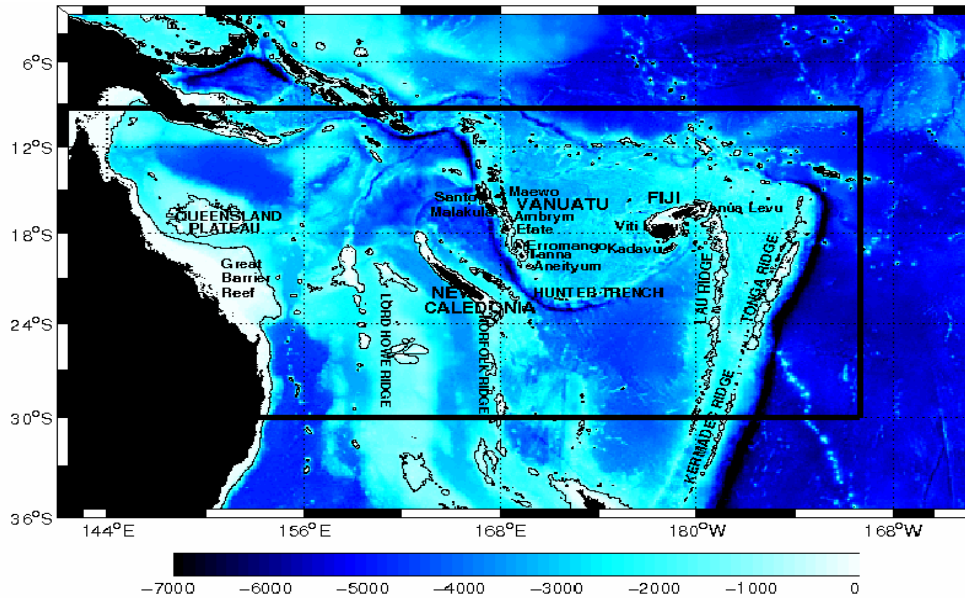 6°S
12°S
18°S
24°S
30°S
36°S
Santo
Maewo
Malakula
VANUATU
Ambrym
Efate
Erromango
Tanna
Aneityum
FIJI
Vanua Levu
Viti
Kadavu
QUEENSLAND
PLATEAU
Great
Barrier
Reef
NEW
CALEDONIA
HUNTER TRENCH
LORD HOWE RIDGE
NORFOLK RIDGE
LAU RIDGE
TONGA RIDGE
KERMADEC RIDGE
144°E
156°E
168°E
180°W
168°W
−7000
−6000
−5000
−4000
−3000
−2000
−1000
0